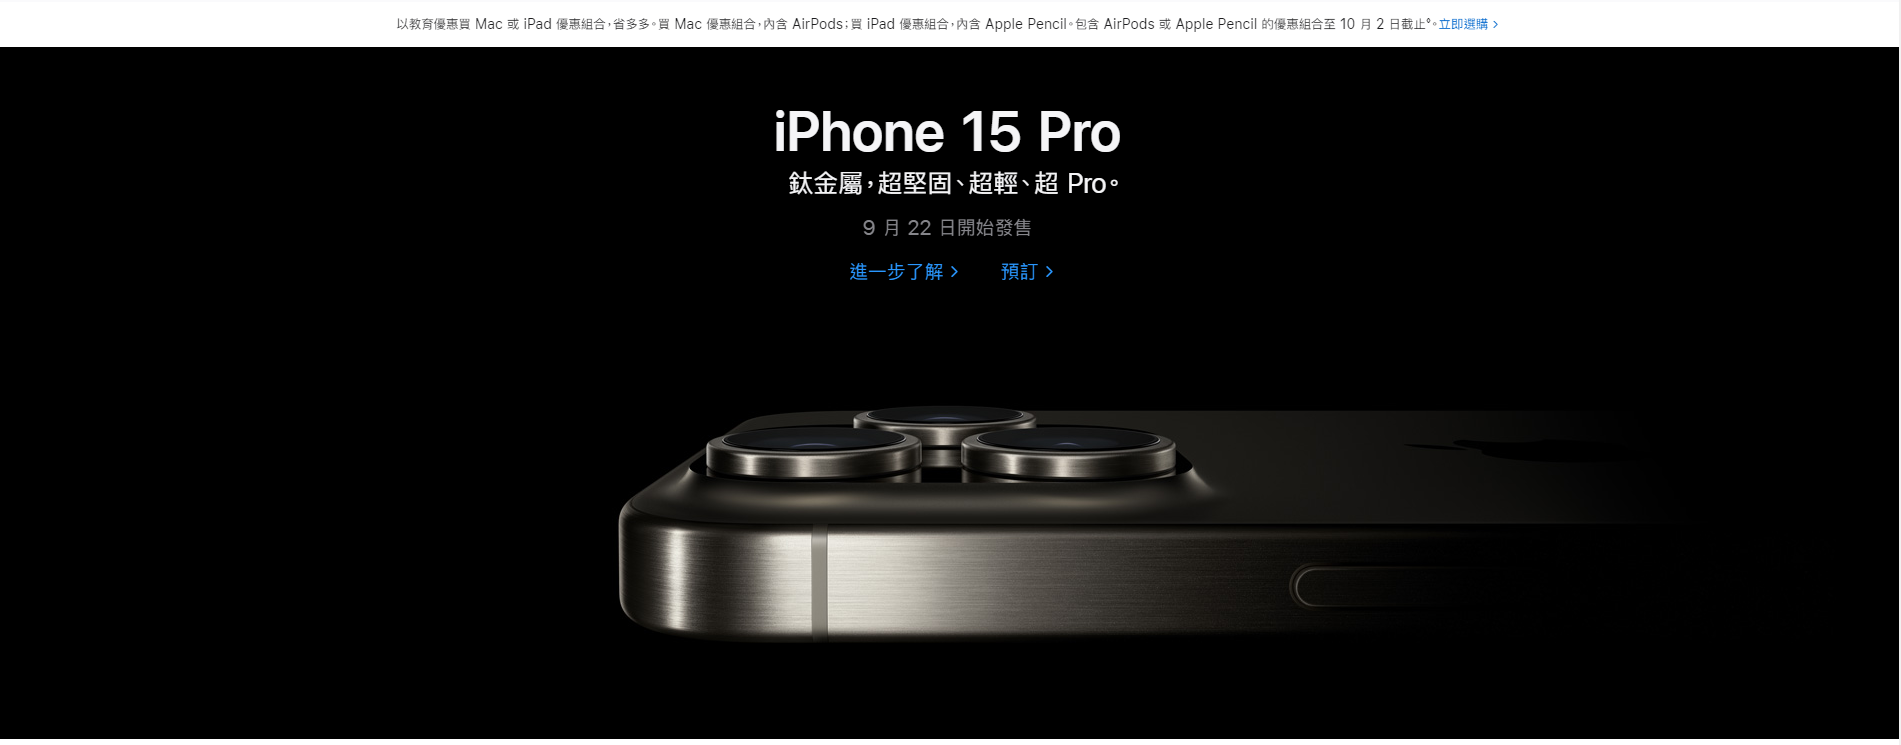 以教育優惠買 Mac 或 iPad 優惠組合，省多多。買 Mac 優惠組合，內含 AirPods；買 iPad 優惠組合，內含 Apple Pencil。包含 AirPods 或 Apple Pencil 的優惠組合至 10 月 2 日截止◊。立即選購 >
iPhone 15 Pro
鈦金屬，超堅固、超輕、超 Pro。
9 月 22 日開始發售
進一步了解 > 預訂 >